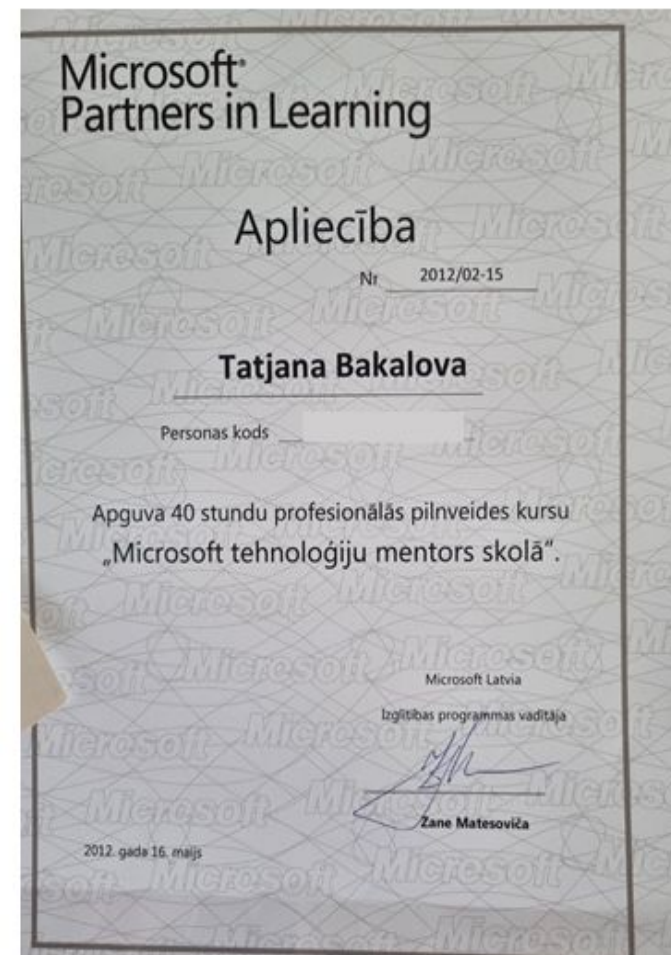 Microsoft®
Partners in Learning
Apliecība
Nr 2012/02-15
Tatjana Bakalova
Personas kods
Apguva 40 stundu profesionālās pilnveides kursu
„Microsoft tehnoloģiju mentors skolā“.
Microsoft Latvia
Izglītības programmas vadītāja
Zane Matesoviča
2012. gada 16. maijs